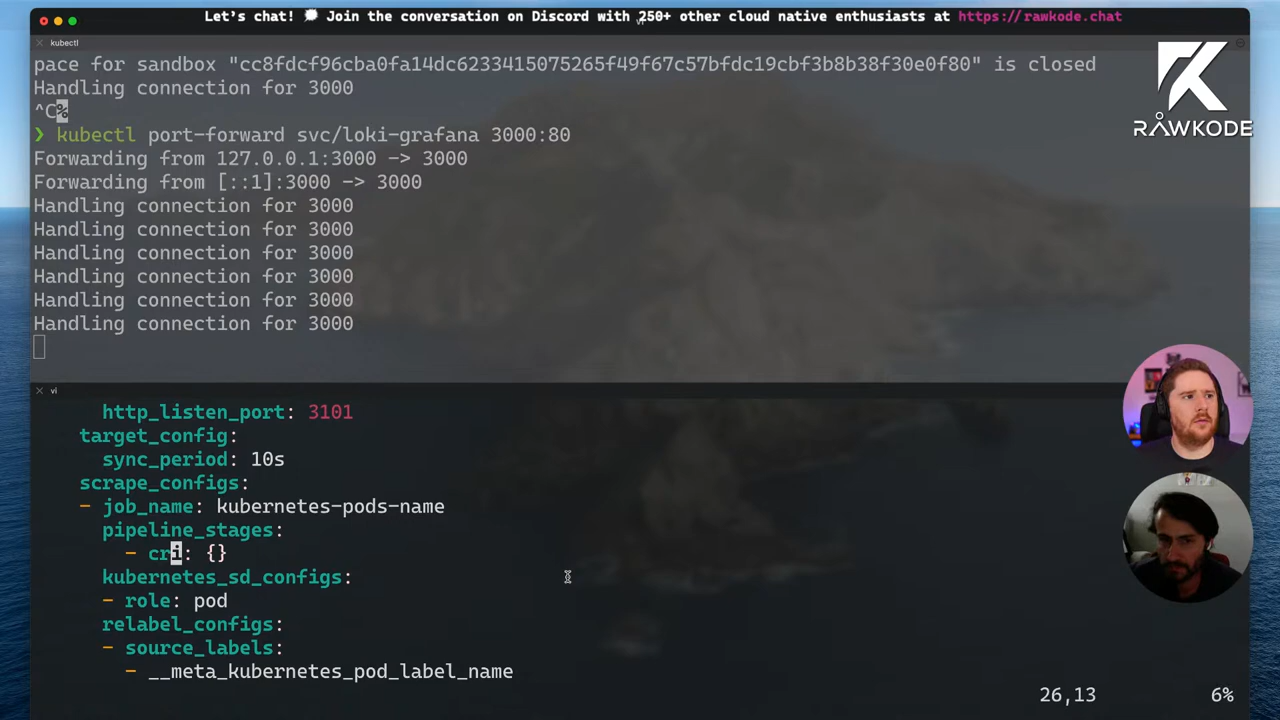 Let's chat! 💬 Join the conversation on Discord with 250+ other cloud native enthusiasts at https://rawkode.chat
vi
× kubectl
pace for sandbox "cc8fdcf96cba0fa14dc6233415075265f49f67c57bfdc19cbf3b8b38f30e0f80" is closed
Handling connection for 3000
^C%
❯ kubectl port-forward svc/loki-grafana 3000:80
Forwarding from 127.0.0.1:3000 -> 3000
Forwarding from [::1]:3000 -> 3000
Handling connection for 3000
Handling connection for 3000
Handling connection for 3000
Handling connection for 3000
Handling connection for 3000
Handling connection for 3000
RAWKODE
× vi
http_listen_port: 3101
target_config:
sync_period: 10s
scrape_configs:
- job_name: kubernetes-pods-name
pipeline_stages:
- cri: {}
kubernetes_sd_configs:
- role: pod
relabel_configs:
- source_labels:
- __meta_kubernetes_pod_label_name
26,13 6%